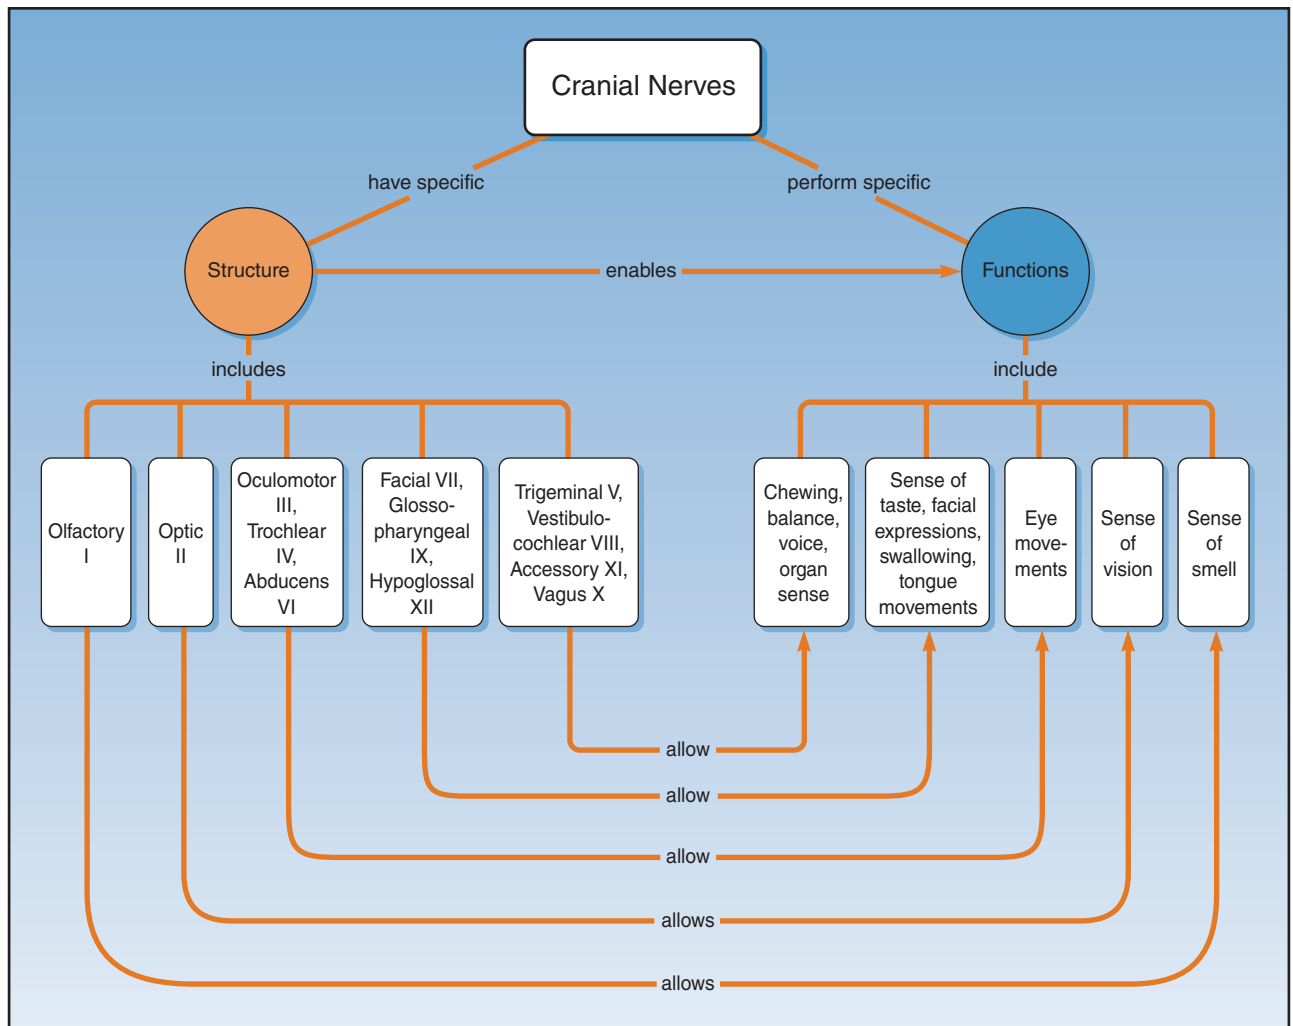 Cranial Nerves
have specific
perform specific
Structure
enables
Functions
includes
include
Olfactory
I
Optic
II
Oculomotor
III,
Trochlear
IV,
Abducens
VI
Facial VII,
Glosso-
pharyngeal
IX,
Hypoglossal
XII
Trigeminal V,
Vestibulo-
cochlear VIII,
Accessory XI,
Vagus X
Chewing,
balance,
voice,
organ
sense
Sense of
taste, facial
expressions,
swallowing,
tongue
movements
Eye
move-
ments
Sense
of
vision
Sense
of
smell
allow
allow
allow
allows
allows